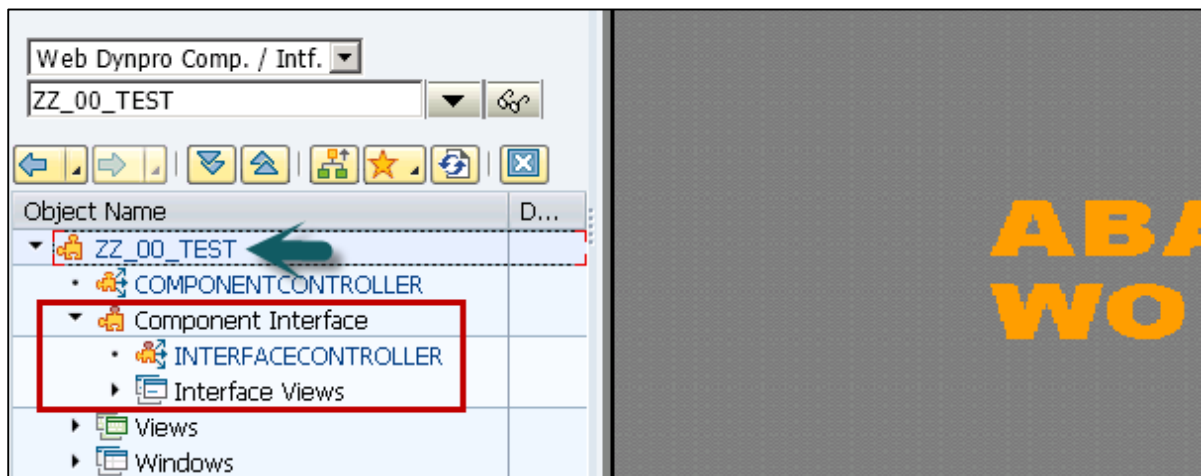 Web Dynpro Comp. / Intf.
ZZ_00_TEST
Object Name D...
ZZ_00_TEST
COMPONENTCONTROLLER
Component Interface
INTERFACECONTROLLER
Interface Views
Views
Windows
ABA
WO